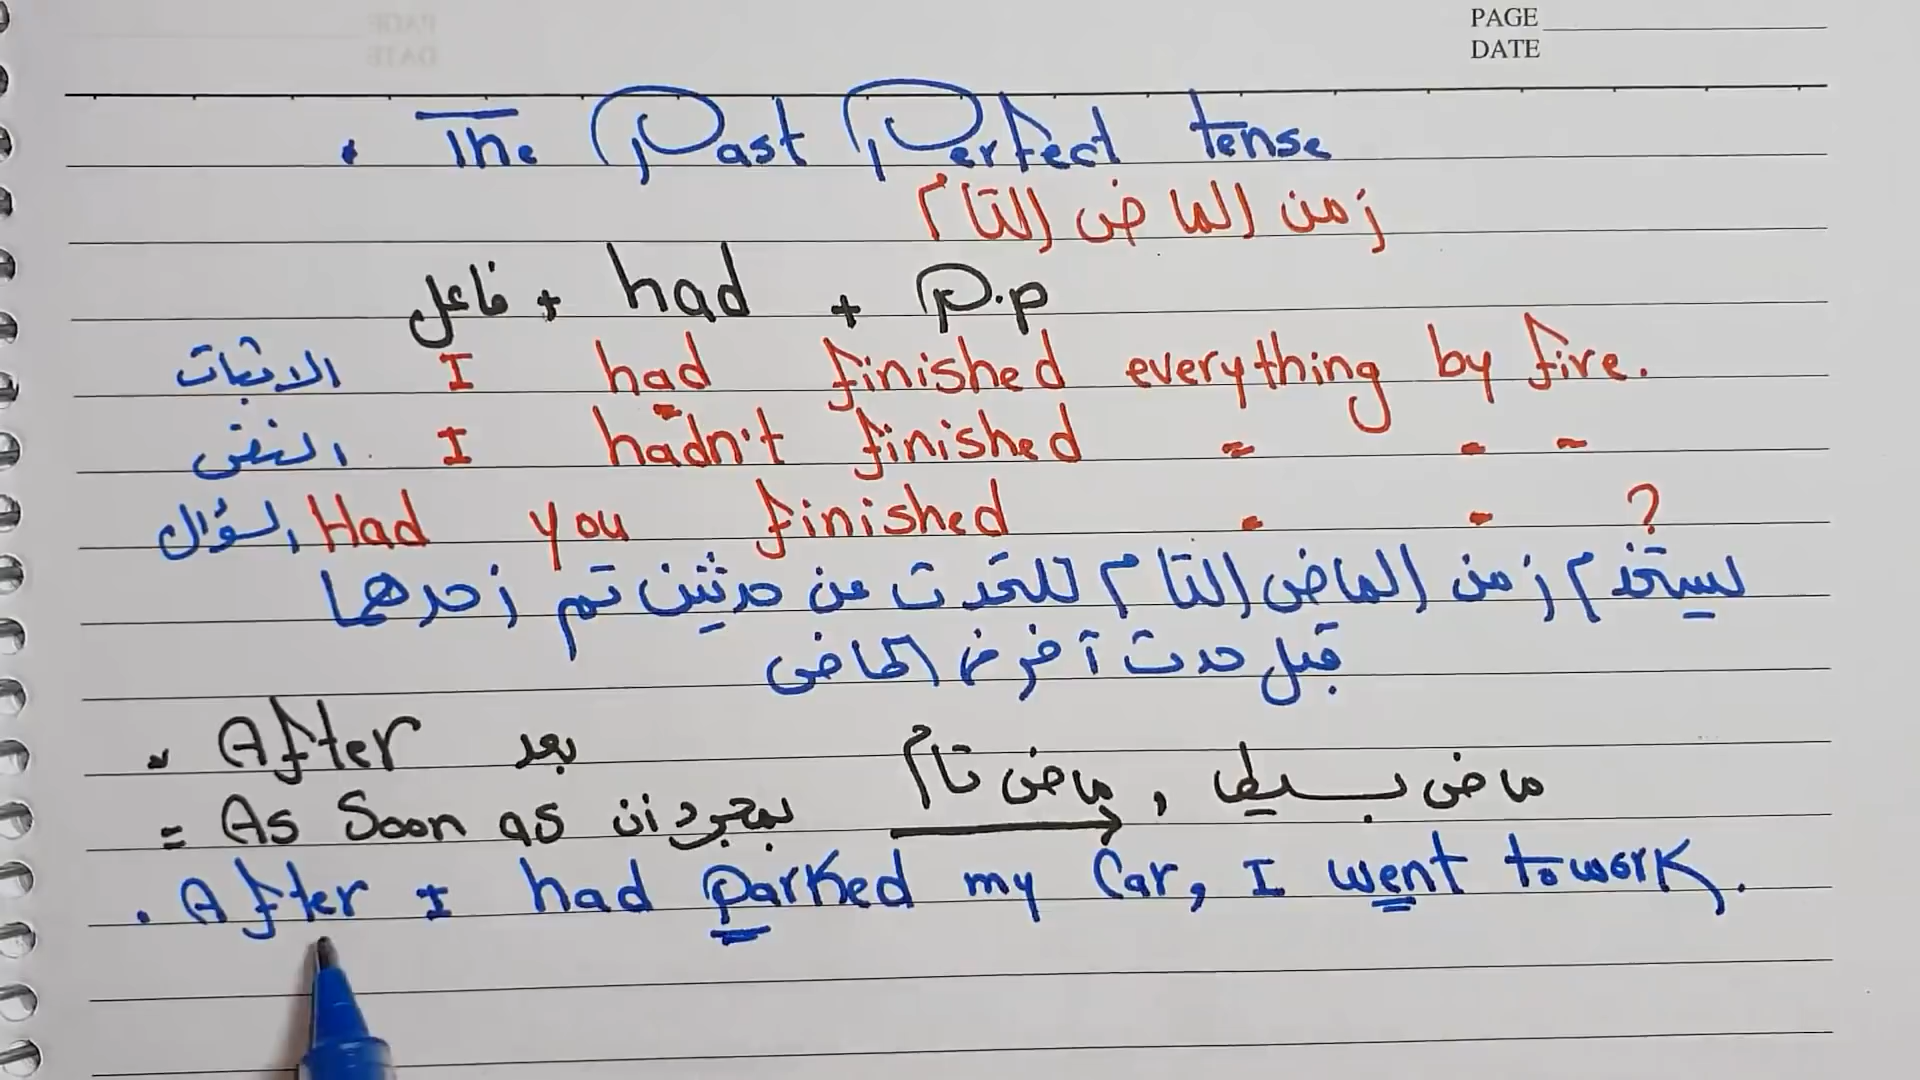 PAGE
DATE
The Past Perfect tense
زمن الماضي التام
فاعل + had + P.p
الاثبات I had finished everything by fire.
النفي I hadn't finished = = =
السؤال Had you finished = = ?
يستخدم زمن الماضي التام للتحدث عن حدثين تم أحدهما
قبل حدث آخر في الماضي
After بعد
= As Soon as بمجرد أن ماضي تام , ماضي بسيط
. After I had parked my Car, I went to work.